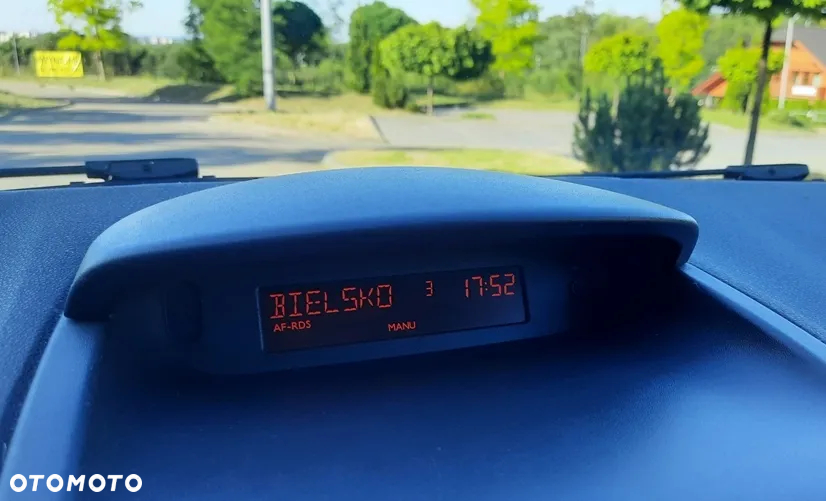 BIELSKO 3 17:52
AF-RDS MANU
OTOMOTO